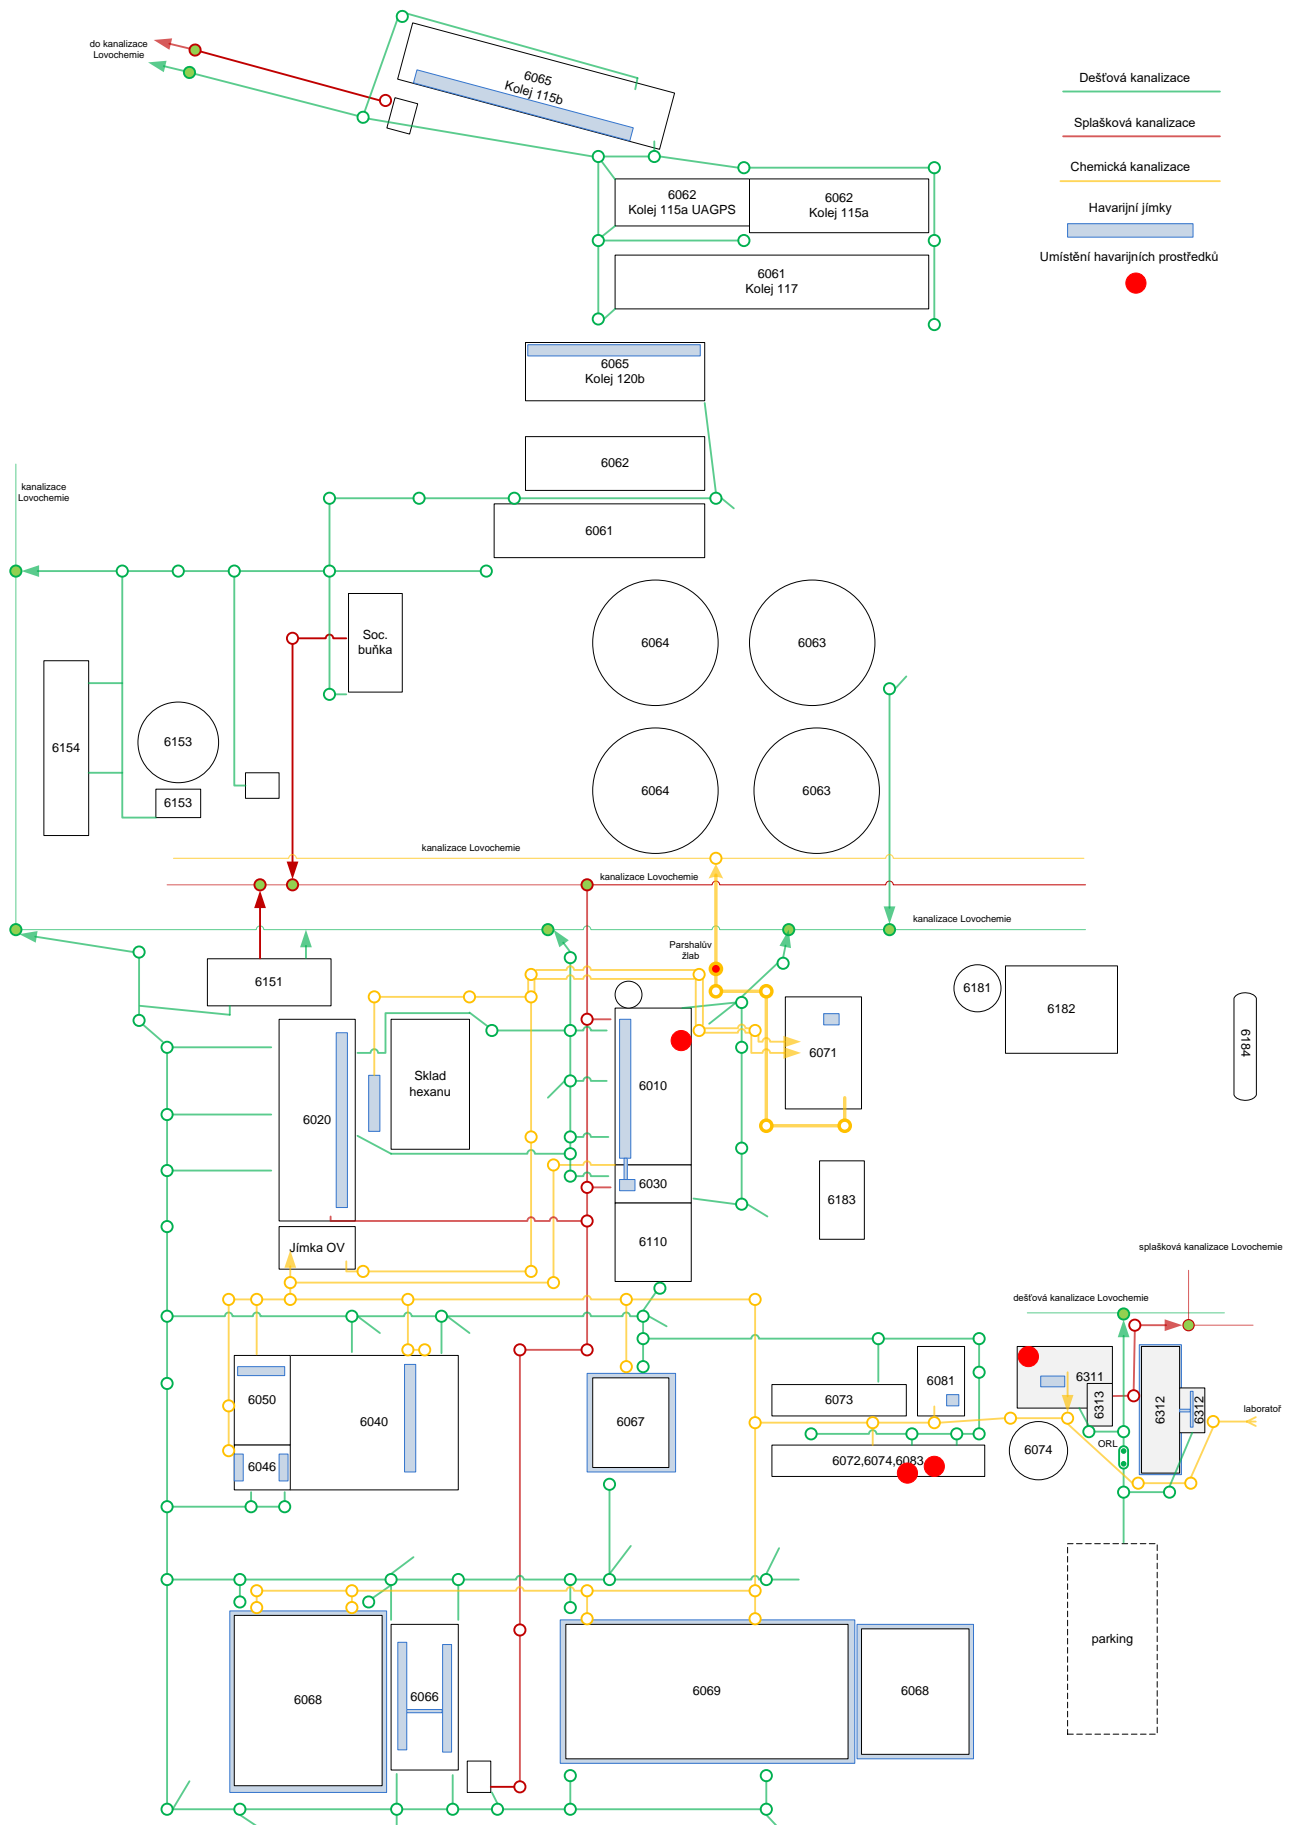 do kanalizace
Lovochemie
6065
Kolej 115b
Dešťová kanalizace
Splašková kanalizace
Chemická kanalizace
Havarijní jímky
Umístění havarijních prostředků
6062
Kolej 115a UAGPS
6062
Kolej 115a
6061
Kolej 117
6065
Kolej 120b
6062
6061
kanalizace
Lovochemie
Soc.
buňka
6064
6063
6154
6153
6153
6064
6063
kanalizace Lovochemie
kanalizace Lovochemie
kanalizace Lovochemie
Parshalův
žlab
6151
6181
6182
6184
6071
Sklad
hexanu
6010
6020
6030
6183
6110
Jímka OV
splašková kanalizace Lovochemie
dešťová kanalizace Lovochemie
6050
6040
6046
6067
6073
6081
6311
6313
6312
6312
laboratoř
ORL
6074
6072,6074,6083
parking
6068
6066
6069
6068